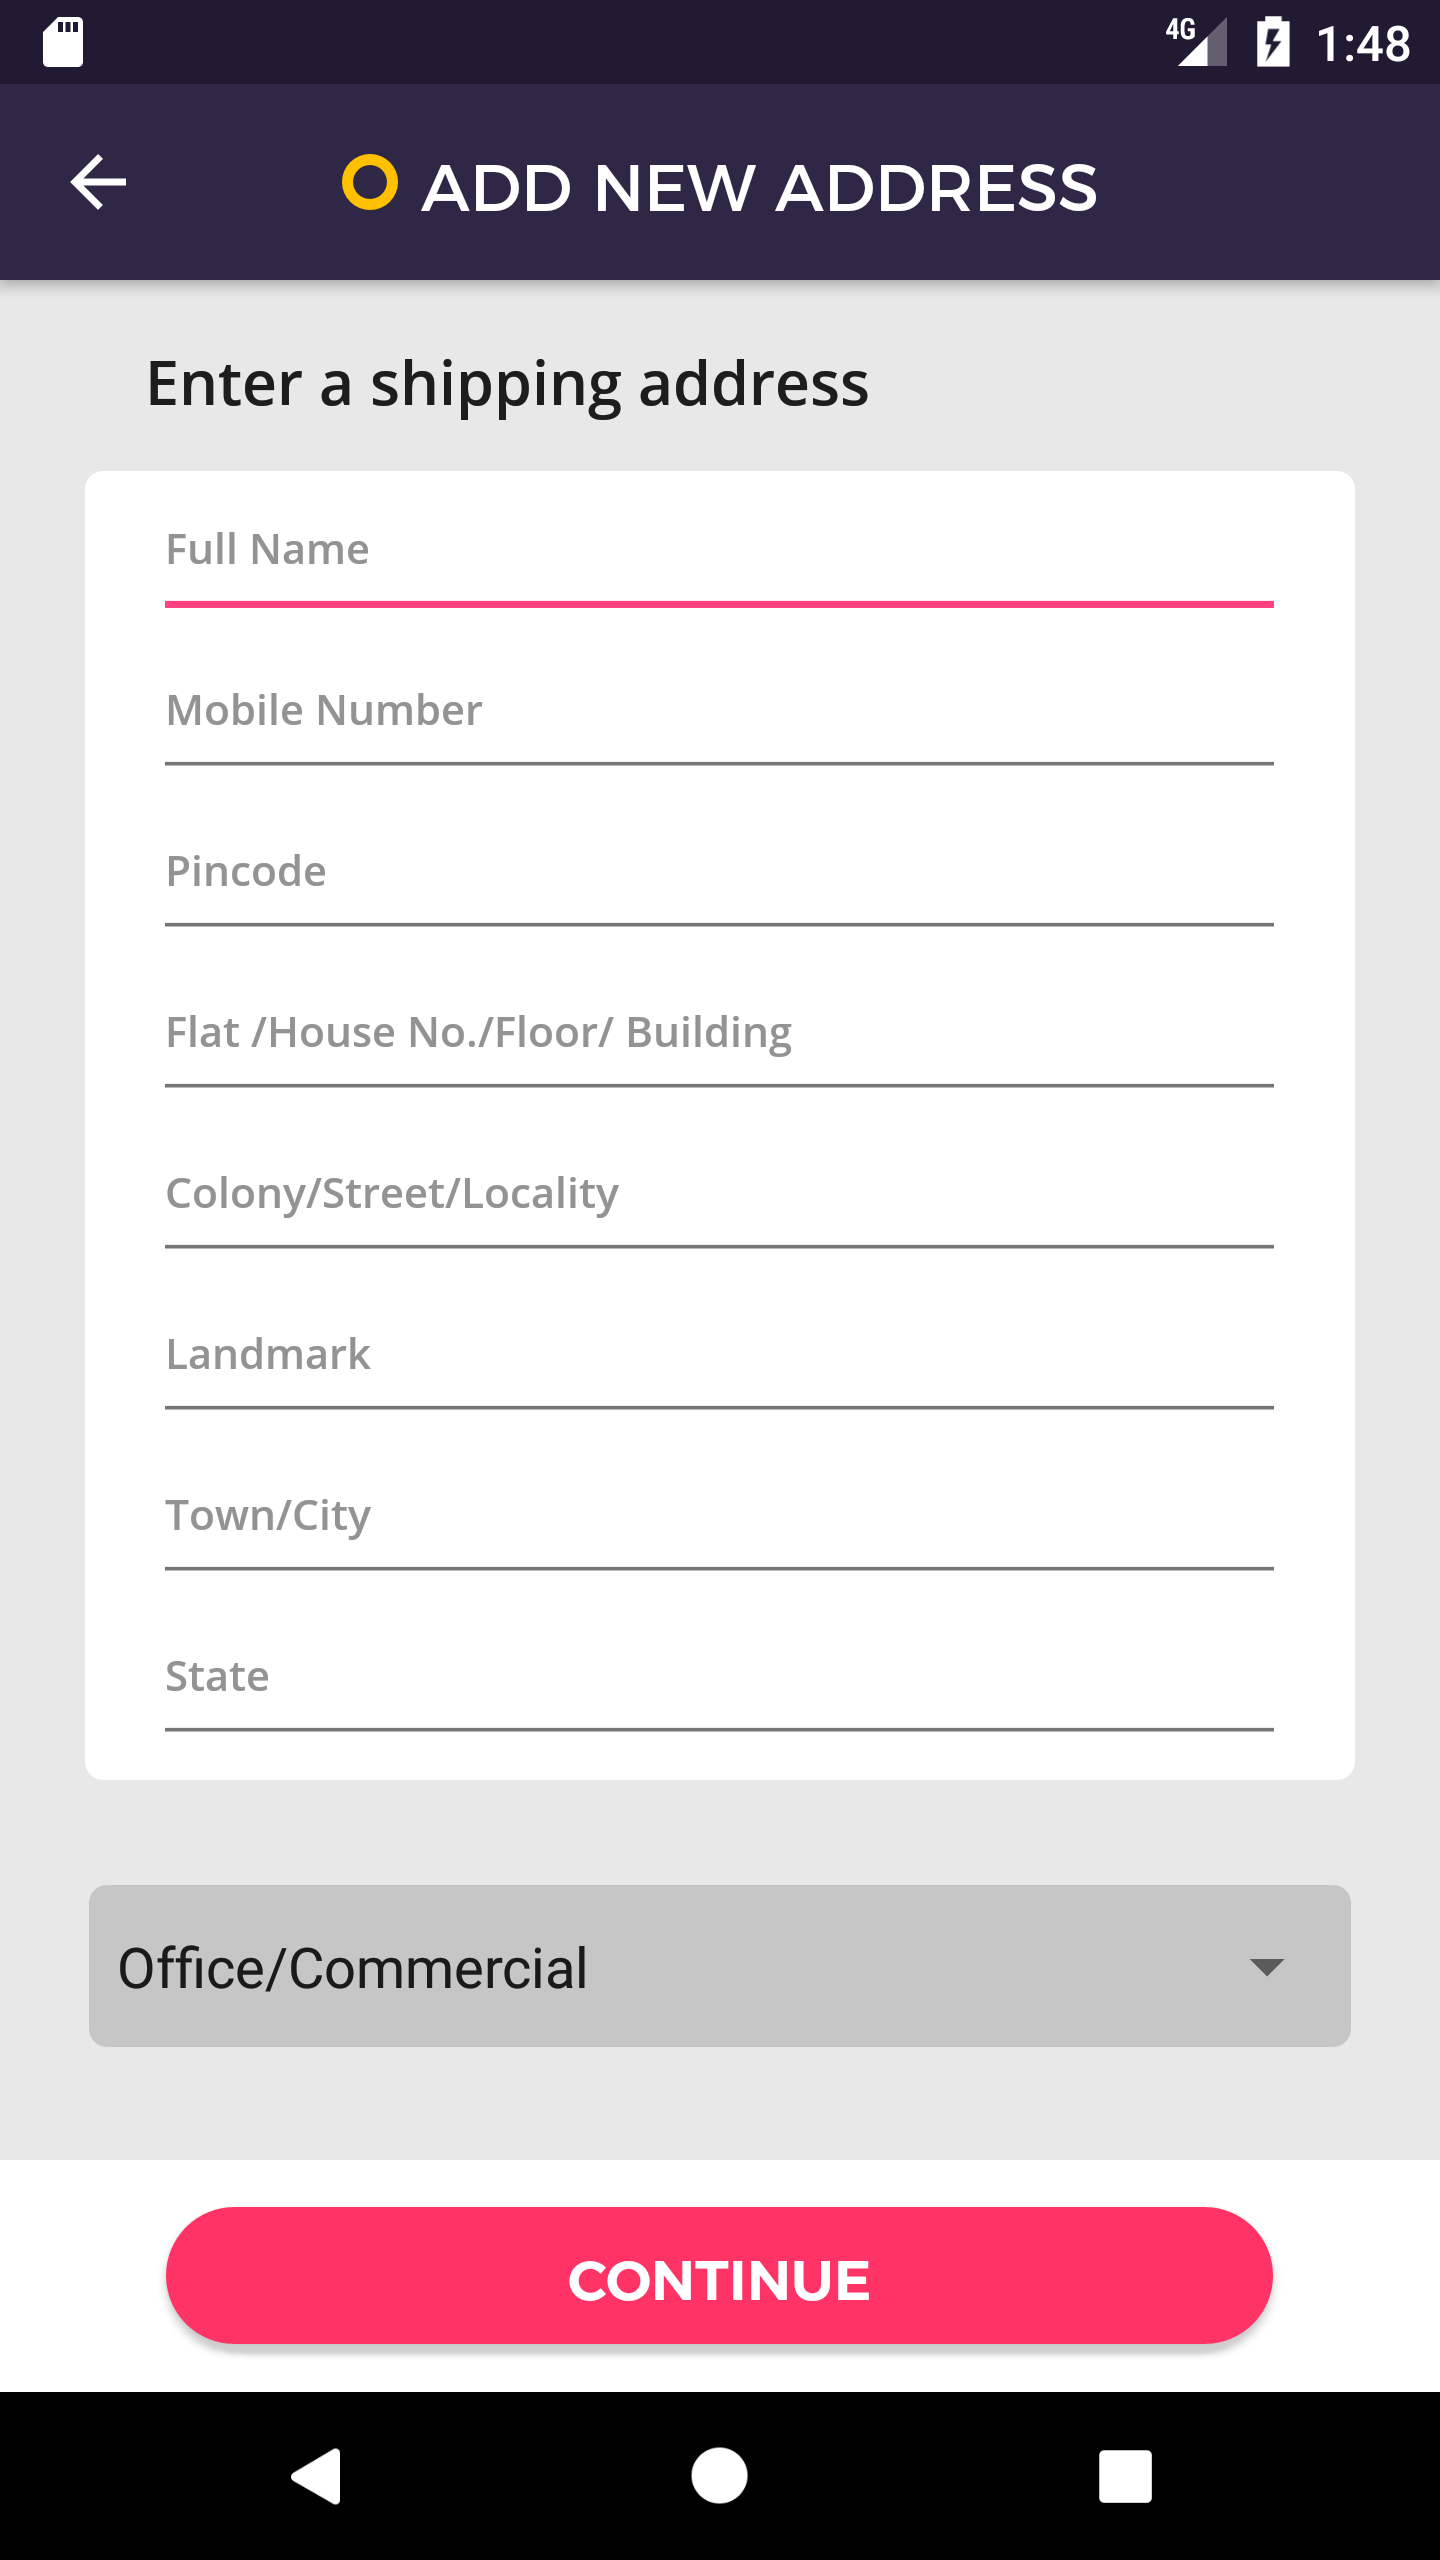 4G 1:48
ADD NEW ADDRESS
Enter a shipping address
Full Name
Mobile Number
Pincode
Flat /House No./Floor/ Building
Colony/Street/Locality
Landmark
Town/City
State
Office/Commercial
CONTINUE